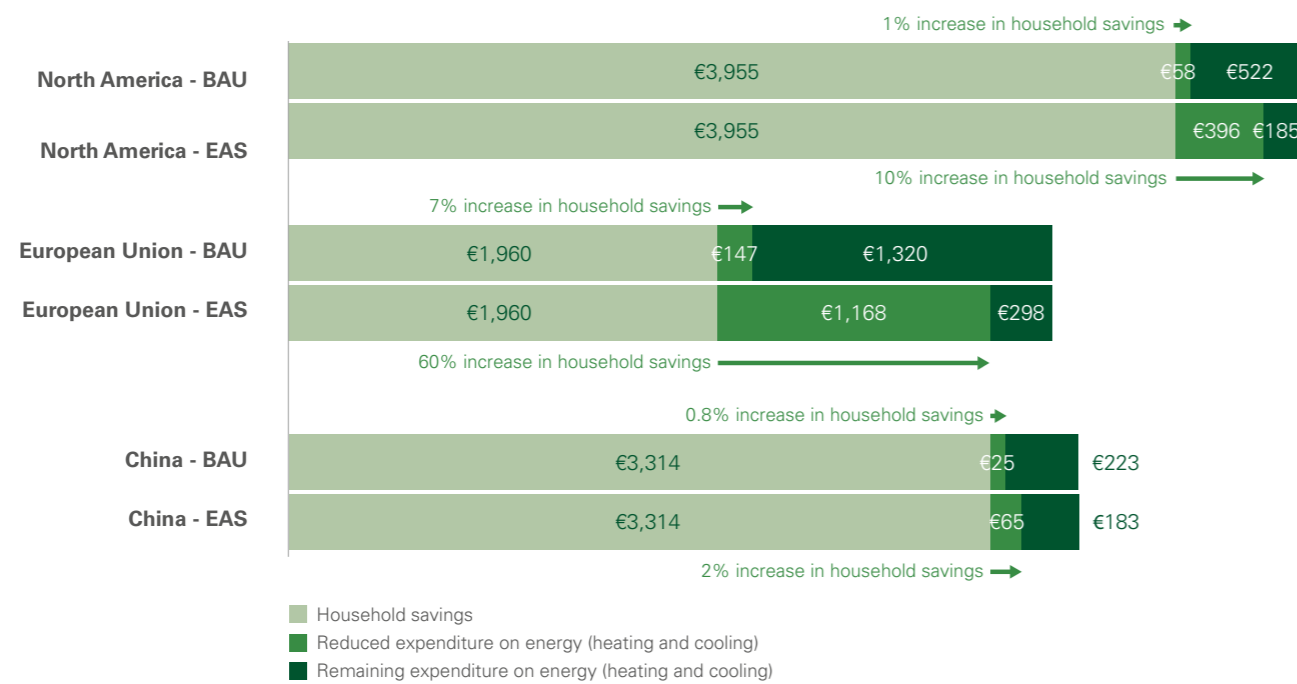 1% increase in household savings
North America - BAU
€3,955
€58
€522
North America - EAS
€3,955
€396
€185
10% increase in household savings
7% increase in household savings
European Union - BAU
€1,960
€147
€1,320
European Union - EAS
€1,960
€1,168
€298
60% increase in household savings
0.8% increase in household savings
China - BAU
€3,314
€25
€223
China - EAS
€3,314
€65
€183
2% increase in household savings
Household savings
Reduced expenditure on energy (heating and cooling)
Remaining expenditure on energy (heating and cooling)